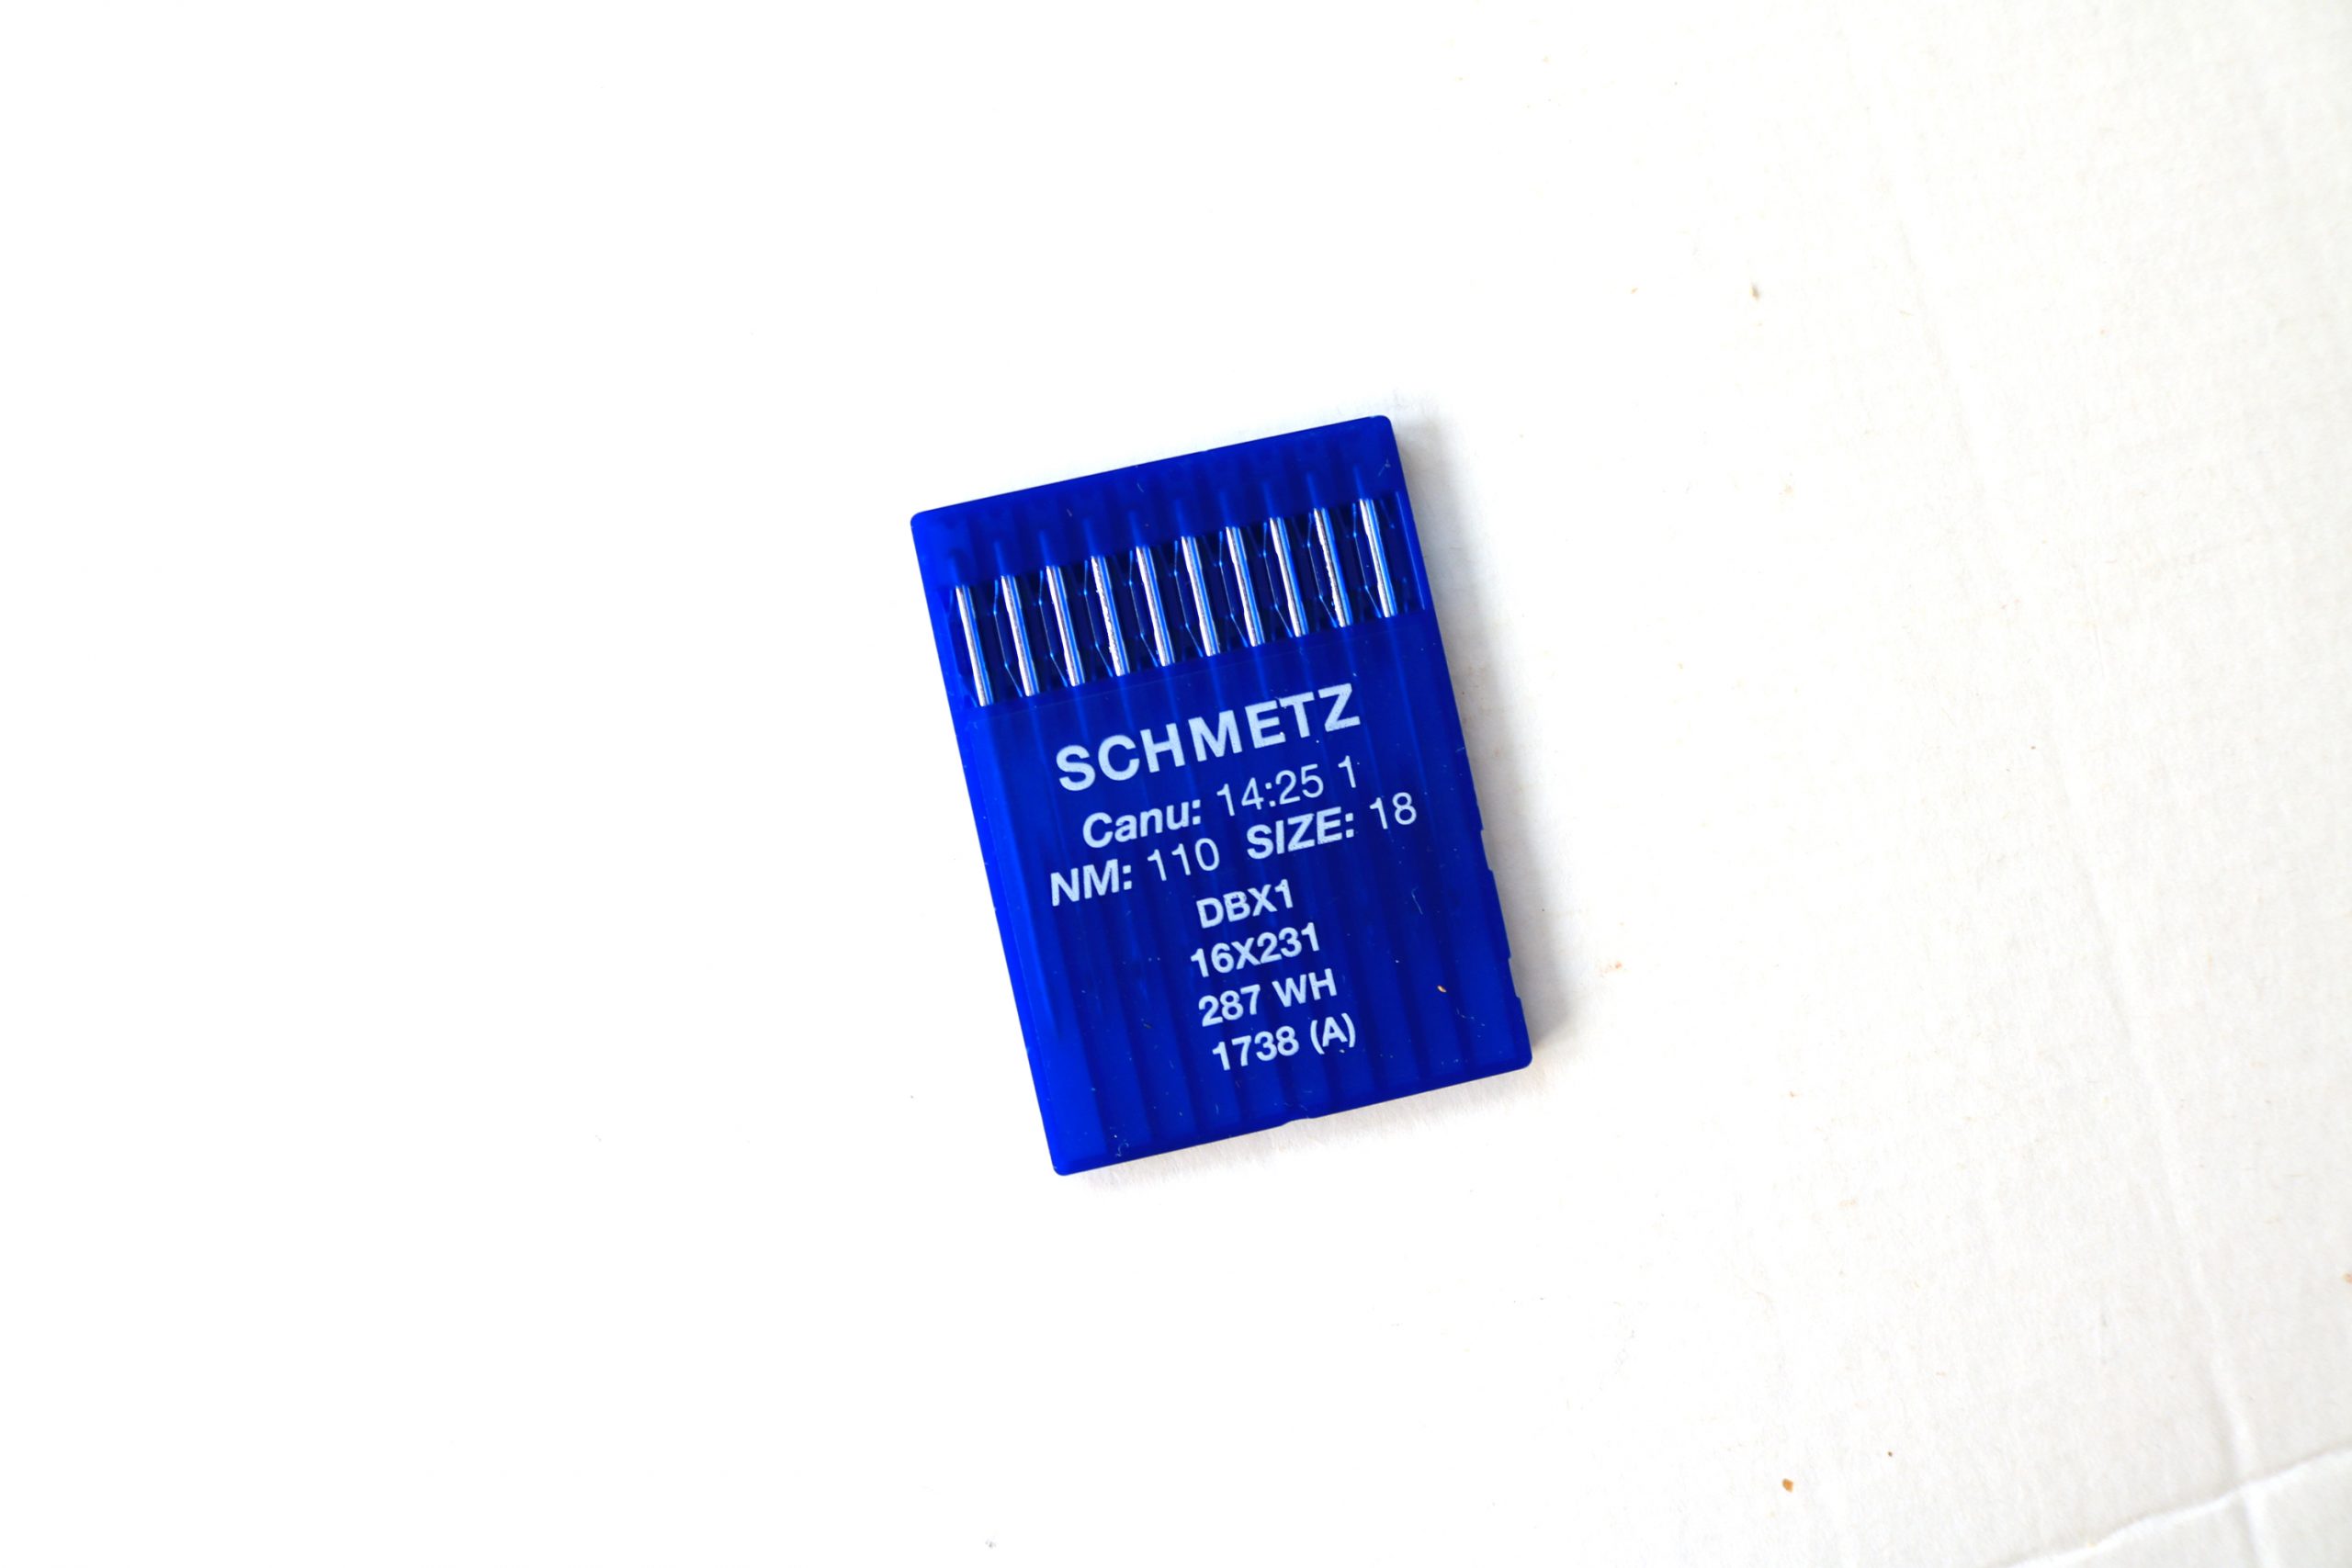 SCHMETZ
Canu: 14:25 1
NM: 110 SIZE: 18
DBX1
16X231
287 WH
1738 (A)